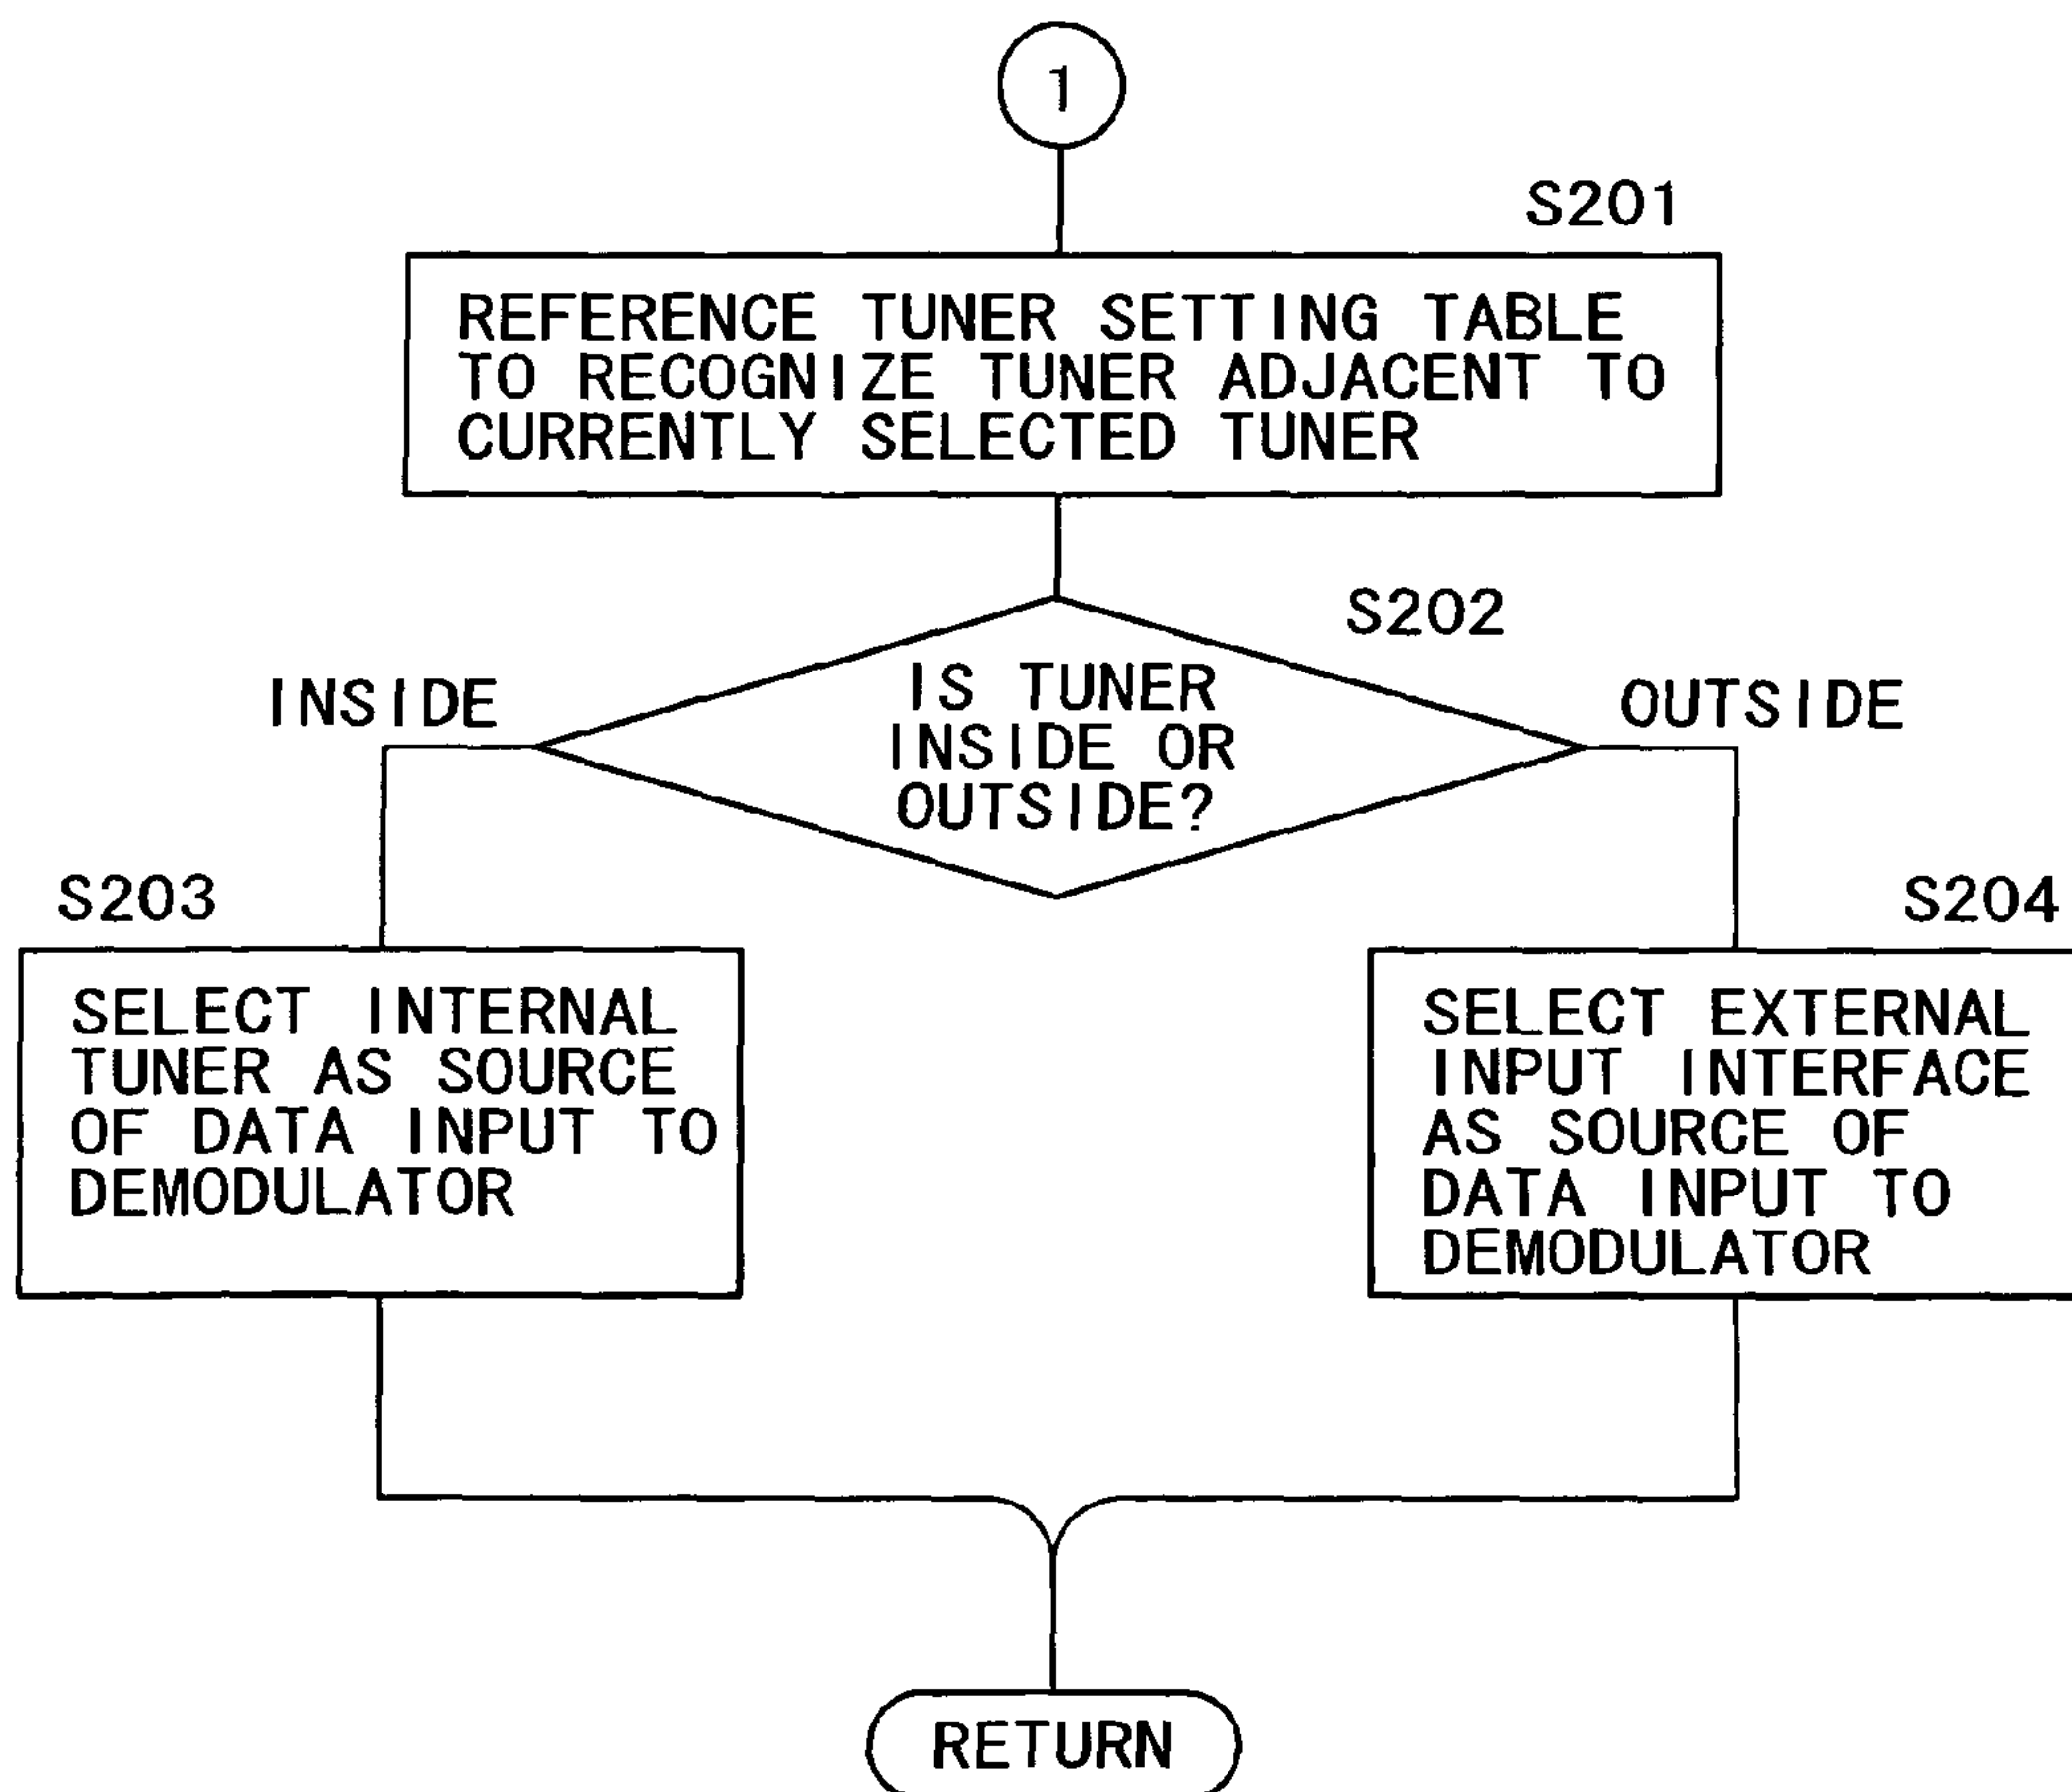 1
S201
REFERENCE TUNER SETTING TABLE
TO RECOGNIZE TUNER ADJACENT TO
CURRENTLY SELECTED TUNER
S202
IS TUNER
INSIDE OR
OUTSIDE?
INSIDE
OUTSIDE
S203
SELECT INTERNAL
TUNER AS SOURCE
OF DATA INPUT TO
DEMODULATOR
S204
SELECT EXTERNAL
INPUT INTERFACE
AS SOURCE OF
DATA INPUT TO
DEMODULATOR
RETURN